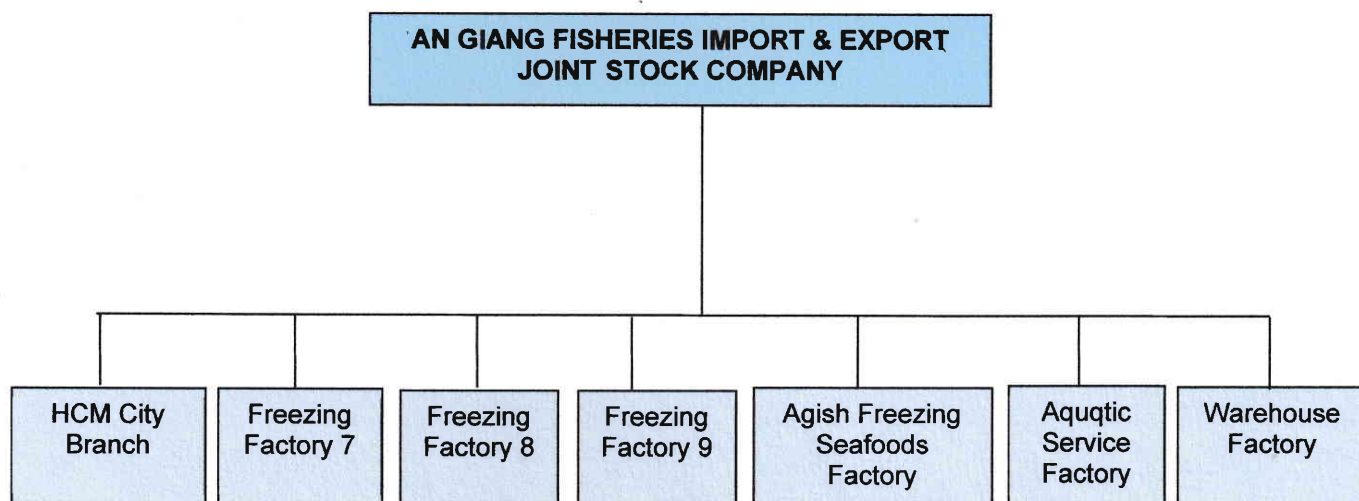 AN GIANG FISHERIES IMPORT & EXPORT
JOINT STOCK COMPANY
HCM City
Branch
Freezing
Factory 7
Freezing
Factory 8
Freezing
Factory 9
Agish Freezing
Seafoods
Factory
Aquqtic
Service
Factory
Warehouse
Factory